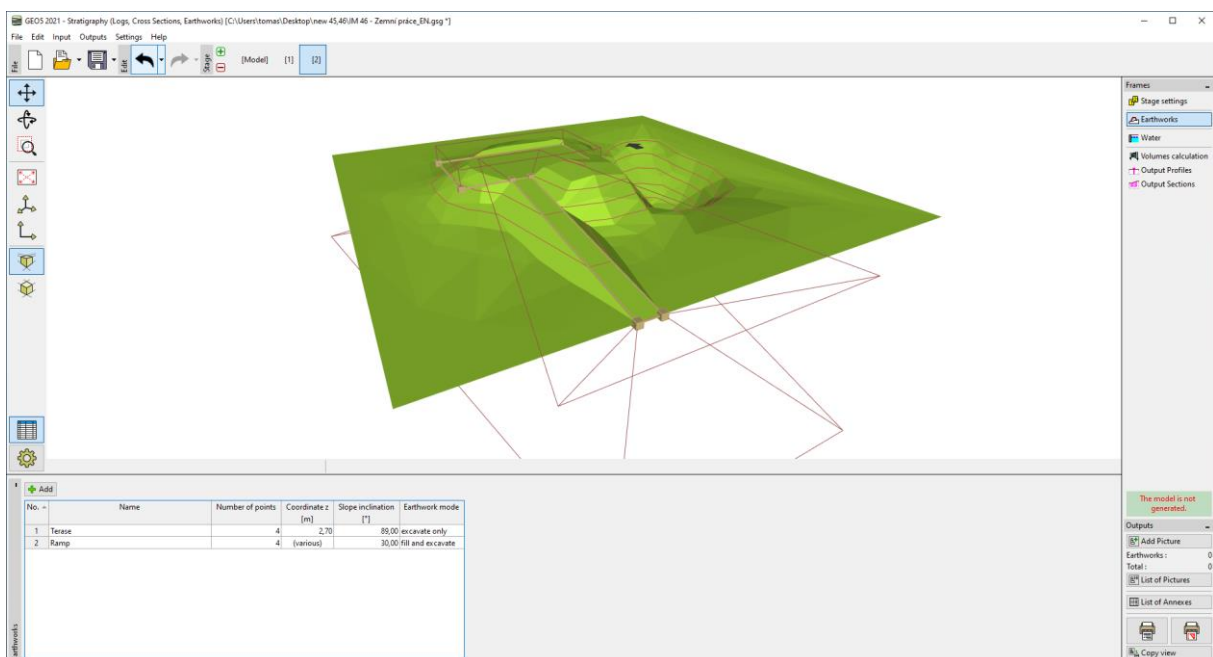 GEO5 2021 - Stratigraphy (Logs, Cross Sections, Earthworks) [C:\Users\tomas\Desktop\new 45,46\IM 46 - Zemní práce_EN.gsg *]
File Edit Input Outputs Settings Help
File
Edit
Stage
[Model] [1] [2]
Frames
Stage settings
Earthworks
Water
Volumes calculation
Output Profiles
Output Sections
The model is not
generated.
Outputs
Add Picture
Earthworks : 0
Total : 0
List of Pictures
List of Annexes
Copy view
Add
No. Name Number of points Coordinate z Slope inclination Earthwork mode
[m] [°]
1 Terase 4 2,70 89,00 excavate only
2 Ramp 4 (various) 30,00 fill and excavate